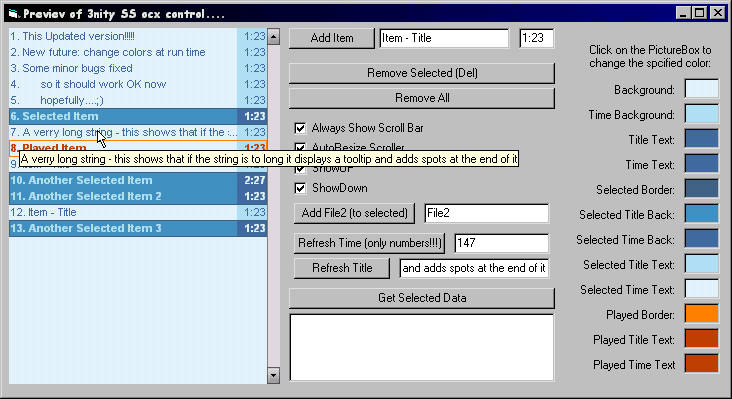 Preview of 3nity SS ocx control....
1. This Updated version!!!!! 1:23
2. New future: change colors at run time 1:23
3. Some minor bugs fixed 1:23
4. so it should work OK now 1:23
5. hopefully....;) 1:23
6. Selected Item 1:23
7. A verry long string - this shows that if the :... 1:23
8. Played Item 1:23
A verry long string - this shows that if the string is to long it displays a tooltip and adds spots at the end of it
9
10. Another Selected Item 2:27
11. Another Selected Item 2 1:23
12. Item - Title 1:23
13. Another Selected Item 3 1:23
Add Item Item - Title 1:23
Remove Selected (Del)
Remove All
Always Show Scroll Bar
AutoResize Scroller
ShowUP
ShowDown
Add File2 (to selected) File2
Refresh Time (only numbers!!!) 147
Refresh Title and adds spots at the end of it
Get Selected Data
Click on the PictureBox to
change the spcified color:
Background:
Time Background:
Title Text:
Time Text:
Selected Border:
Selected Title Back:
Selected Time Back:
Selected Title Text:
Selected Time Text:
Played Border:
Played Title Text:
Played Time Text